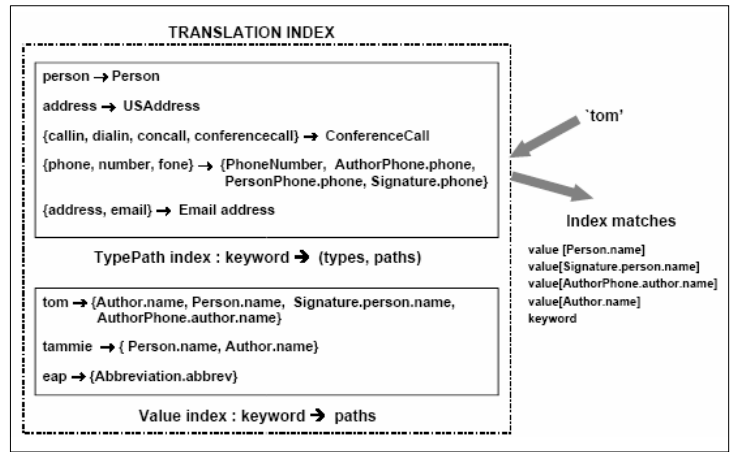 TRANSLATION INDEX
person → Person
address → USAddress
{callin, dialin, concall, conferencecall} → ConferenceCall
{phone, number, fone} → {PhoneNumber, AuthorPhone.phone,
PersonPhone.phone, Signature.phone}
{address, email} → Email address
TypePath index : keyword → (types, paths)
tom → {Author.name, Person.name, Signature.person.name,
AuthorPhone.author.name}
tammie → { Person.name, Author.name}
eap → {Abbreviation.abbrev}
Value index : keyword → paths
`tom’
Index matches
value [Person.name]
value[Signature.person.name]
value[AuthorPhone.author.name]
value[Author.name]
keyword